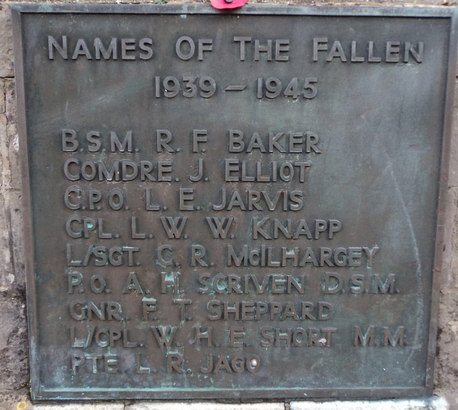 NAMES OF THE FALLEN
1939 – 1945
B.S.M. R. F. BAKER
COMDRE. J. ELLIOT
C.P.O. L. E. JARVIS
CPL. L. W. W. KNAPP
L/SGT. C. R. McILHARGEY
P.O. A. H. SCRIVEN D.S.M.
GNR. F. T. SHEPPARD
L/CPL. W. H. E. SHORT M.M.
PTE. L. R. JAGO